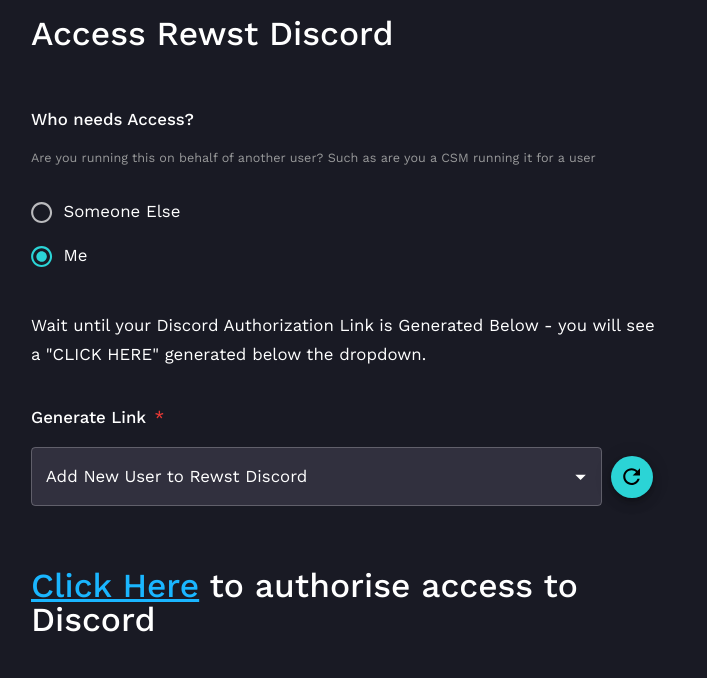 Access Rewst Discord
Who needs Access?
Are you running this on behalf of another user? Such as are you a CSM running it for a user
Someone Else
Me
Wait until your Discord Authorization Link is Generated Below - you will see
a "CLICK HERE" generated below the dropdown.
Generate Link *
Add New User to Rewst Discord
Click Here to authorise access to
Discord